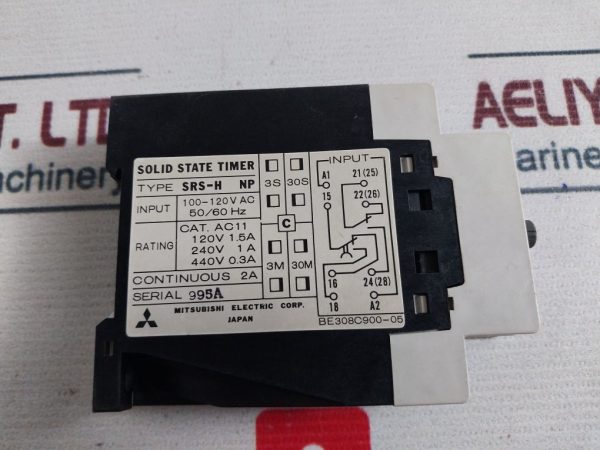 T. LTD
chinery
AELIY
arine
SOLID STATE TIMER
TYPE SRS-H NP
INPUT 100-120V AC
50/60 Hz
RATING CAT. AC11
120V 1.5A
240V 1A
440V 0.3A
CONTINUOUS 2A
SERIAL 995A
MITSUBISHI ELECTRIC CORP.
JAPAN
3S 30S
C
3M 30M
INPUT
A1 21(25)
15 22(26)
16 24(28)
18 A2
BE308C900-05